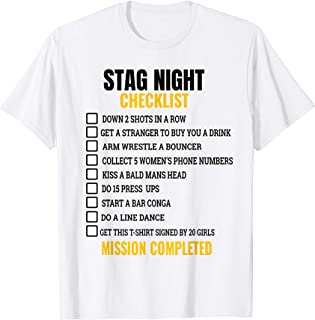 STAG NIGHT
CHECKLIST
DOWN 2 SHOTS IN A ROW
GET A STRANGER TO BUY YOU A DRINK
ARM WRESTLE A BOUNCER
COLLECT 5 WOMEN'S PHONE NUMBERS
KISS A BALD MANS HEAD
DO 15 PRESS UPS
START A BAR CONGA
DO A LINE DANCE
GET THIS T-SHIRT SIGNED BY 20 GIRLS
MISSION COMPLETED